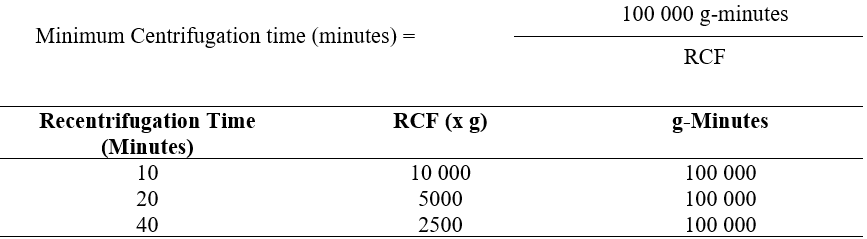 Minimum Centrifugation time (minutes) = 100 000 g-minutes
RCF
Recentrifugation Time (Minutes) RCF (x g) g-Minutes
10 10 000 100 000
20 5000 100 000
40 2500 100 000